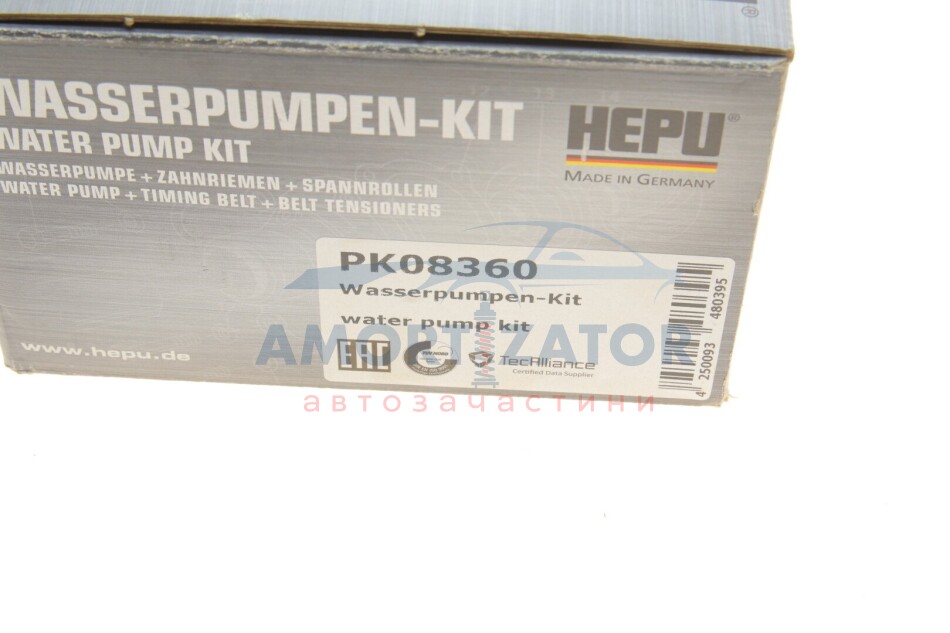 WASSERPUMPEN-KIT
WATER PUMP KIT
WASSERPUMPE + ZAHNRIEMEN + SPANNROLLEN
WATER PUMP + TIMING BELT + BELT TENSIONERS
HEPU®
MADE IN GERMANY
PK08360
Wasserpumpen-Kit
water pump kit
EAC
TecAlliance
Certified Data Supplier
4 250093 480395
www.hepu.de
AMORTIZATOR
автозачастини